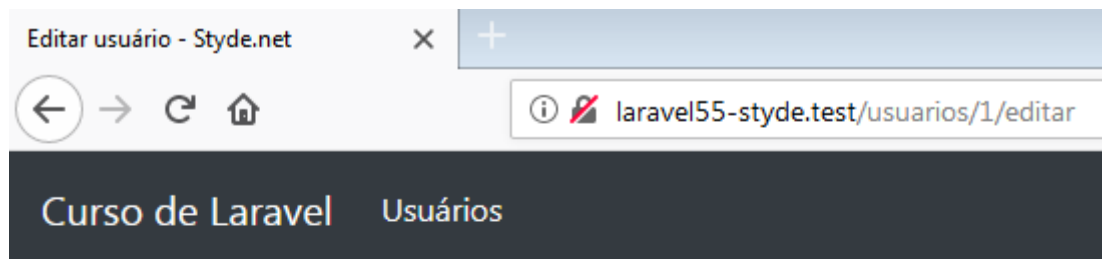 Editar usuário - Styde.net
laravel55-styde.test/usuarios/1/editar
Curso de Laravel Usuários